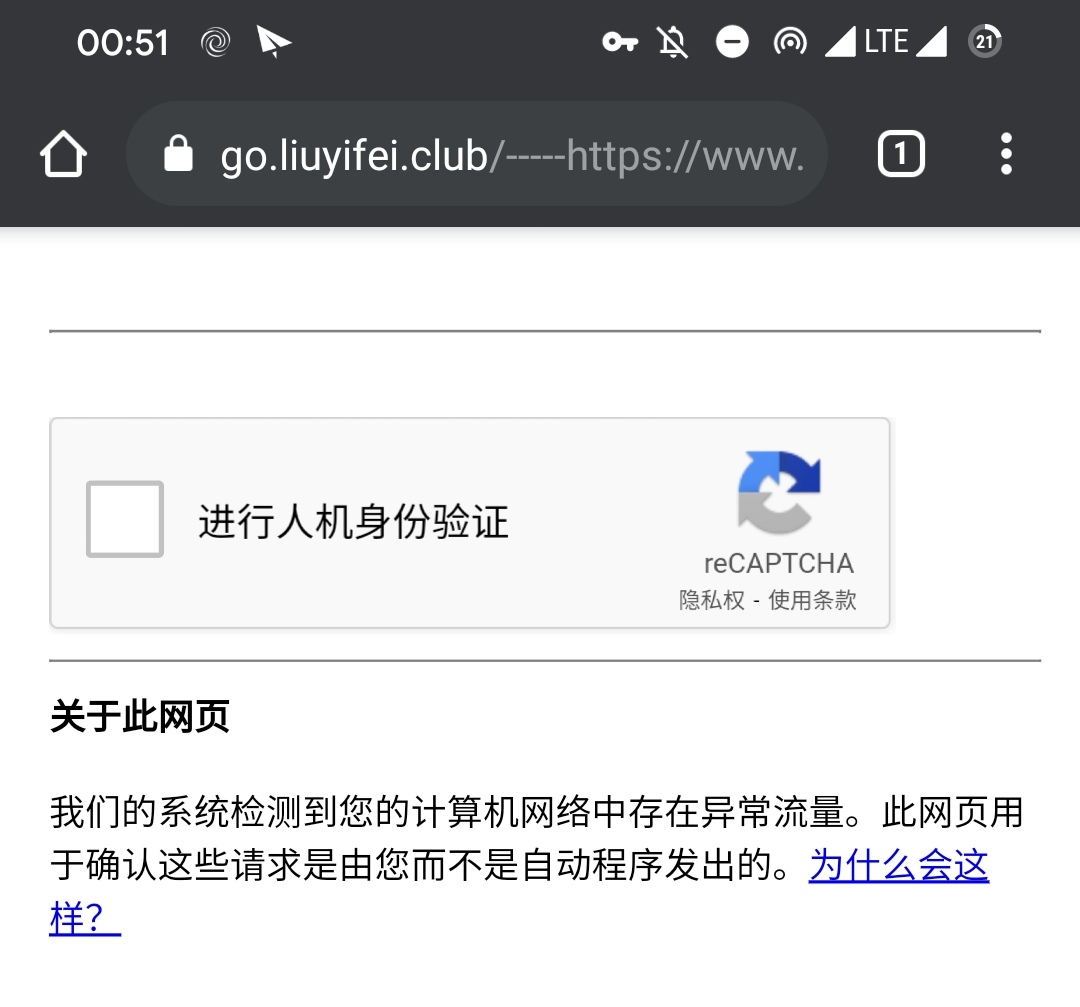 00:51 LTE 21
go.liuyifei.club/-----https://www. 1
进行人机身份验证
reCAPTCHA
隐私权 - 使用条款
关于此网页
我们的系统检测到您的计算机网络中存在异常流量。此网页用
于确认这些请求是由您而不是自动程序发出的。为什么会这
样？